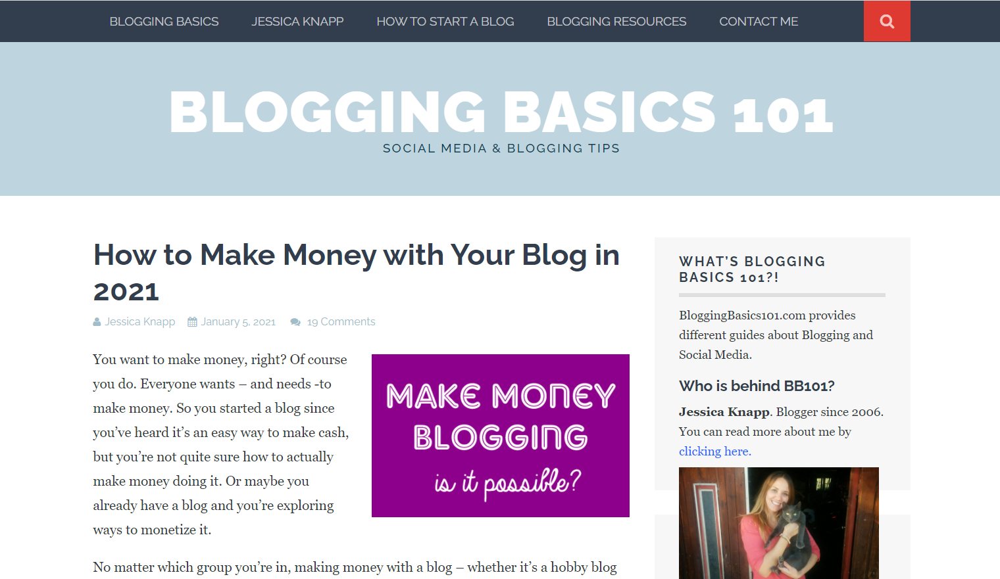 BLOGGING BASICS
JESSICA KNAPP
HOW TO START A BLOG
BLOGGING RESOURCES
CONTACT ME
BLOGGING BASICS 101
SOCIAL MEDIA & BLOGGING TIPS
How to Make Money with Your Blog in
2021
Jessica Knapp
January 5, 2021
19 Comments
You want to make money, right? Of course
you do. Everyone wants – and needs -to
make money. So you started a blog since
you’ve heard it’s an easy way to make cash,
but you’re not quite sure how to actually
make money doing it. Or maybe you
already have a blog and you’re exploring
ways to monetize it.
MAKE MONEY
BLOGGING
is it possible?
No matter which group you’re in, making money with a blog – whether it’s a hobby blog
WHAT’S BLOGGING
BASICS 101?!
BloggingBasics101.com provides
different guides about Blogging and
Social Media.
Who is behind BB101?
Jessica Knapp. Blogger since 2006.
You can read more about me by
clicking here.